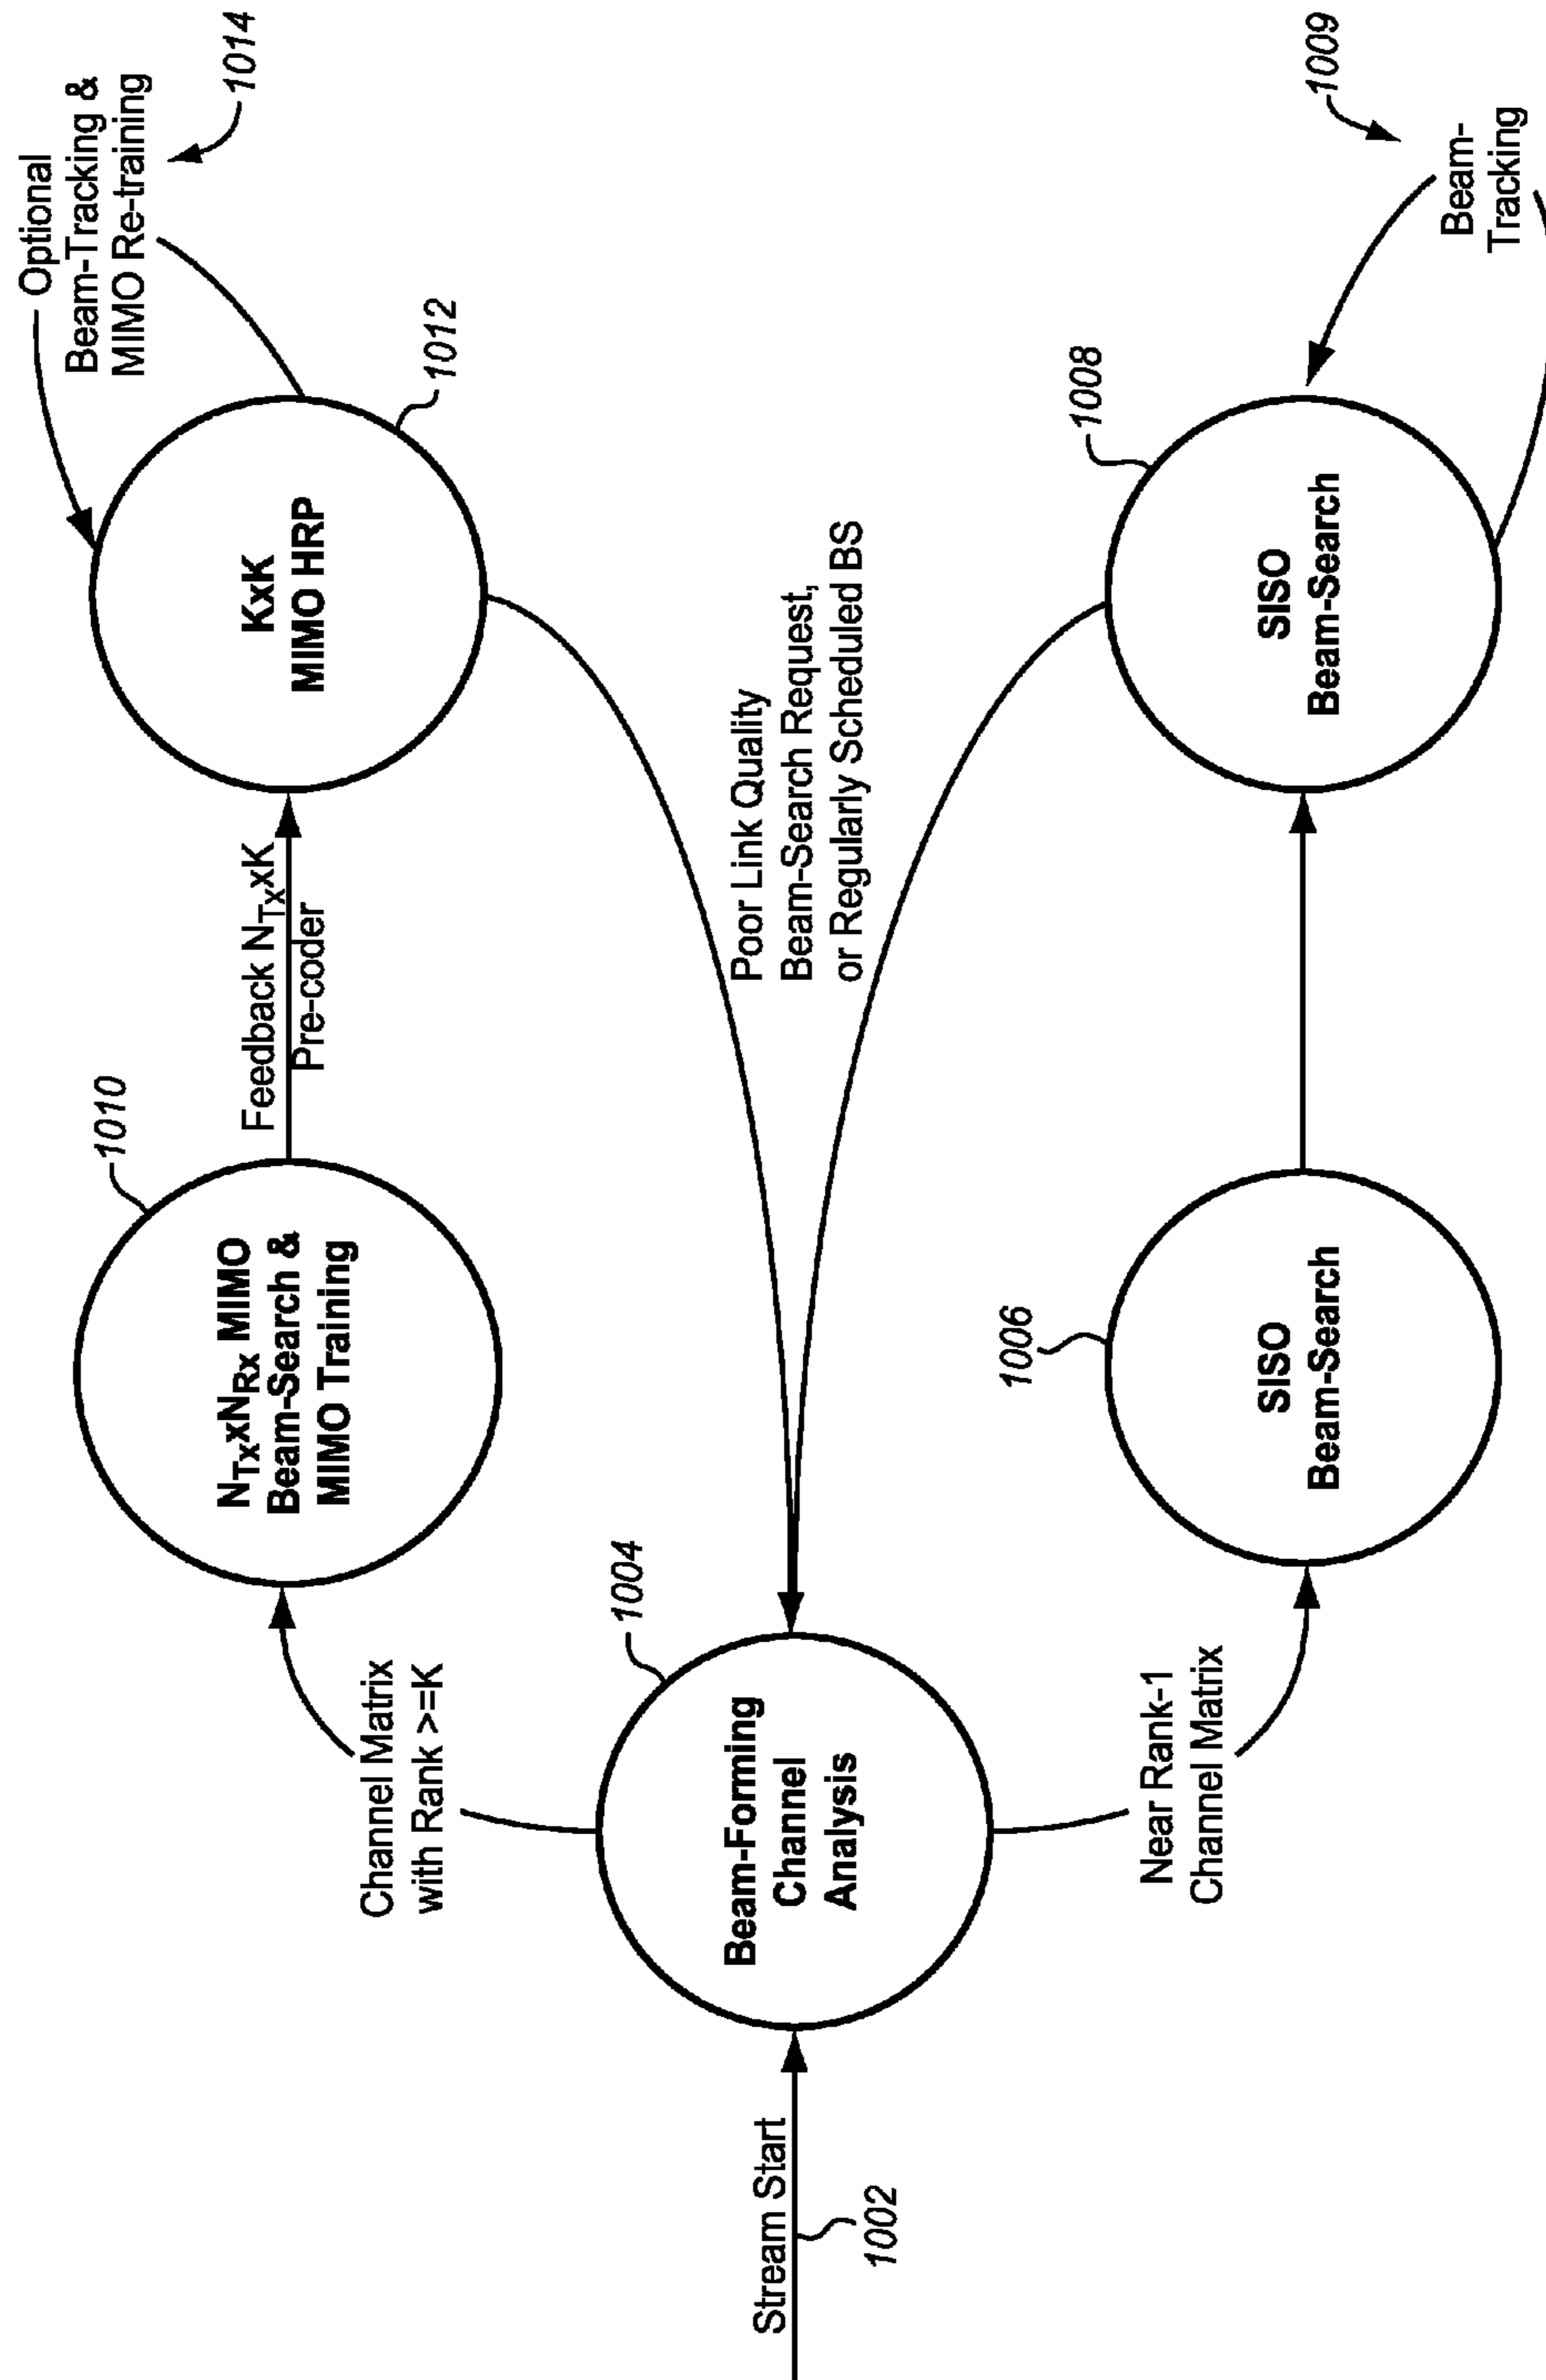 Stream Start
1002
Beam-Forming
Channel
Analysis
1004
Channel Matrix
with Rank >=K
NTxxNRx MIMO
Beam-Search &
MIMO Training
1010
Feedback NTxxK
Pre-coder
KxK
MIMO HRP
1012
Optional
Beam-Tracking &
MIMO Re-training
1014
Poor Link Quality
Beam-Search Request,
or Regularly Scheduled BS
Near Rank-1
Channel Matrix
SISO
Beam-Search
1006
SISO
Beam-Search
1008
Beam-
Tracking
1009